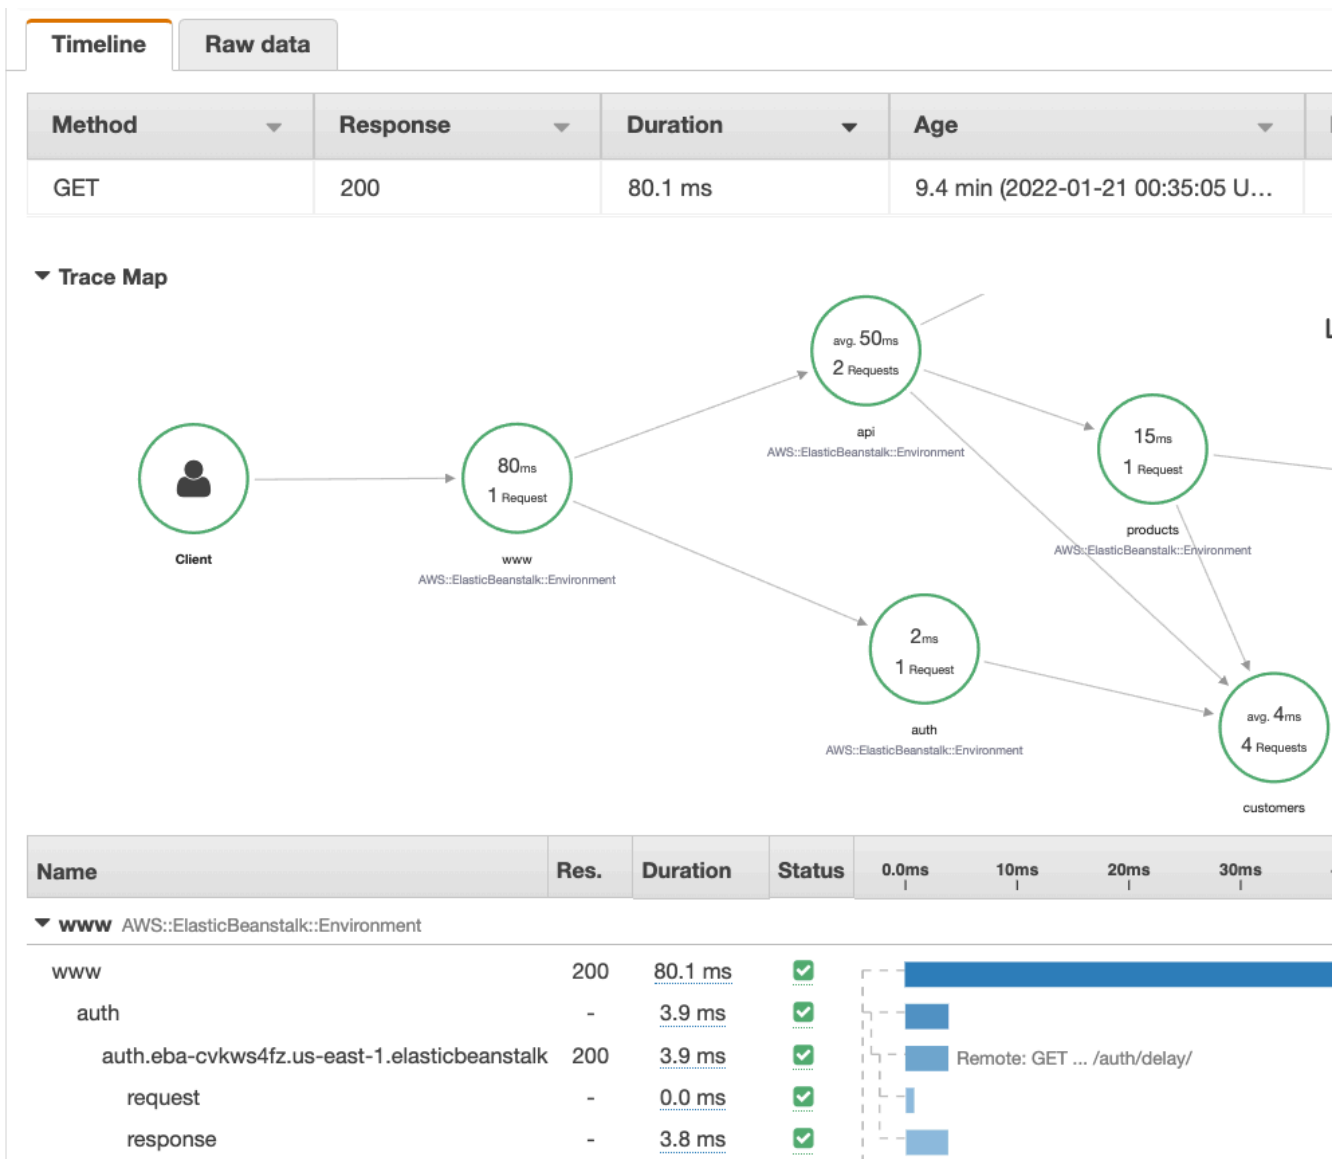 Timeline
Raw data
Method Response Duration Age
GET 200 80.1 ms 9.4 min (2022-01-21 00:35:05 U...
Trace Map
avg. 50ms
2 Requests
api
AWS::ElasticBeanstalk::Environment
15ms
1 Request
products
AWS::ElasticBeanstalk::Environment
80ms
1 Request
www
AWS::ElasticBeanstalk::Environment
Client
2ms
1 Request
auth
AWS::ElasticBeanstalk::Environment
avg. 4ms
4 Requests
customers
Name Res. Duration Status 0.0ms 10ms 20ms 30ms
www AWS::ElasticBeanstalk::Environment
www 200 80.1 ms
auth - 3.9 ms
auth.eba-cvkws4fz.us-east-1.elasticbeanstalk 200 3.9 ms Remote: GET ... /auth/delay/
request - 0.0 ms
response - 3.8 ms